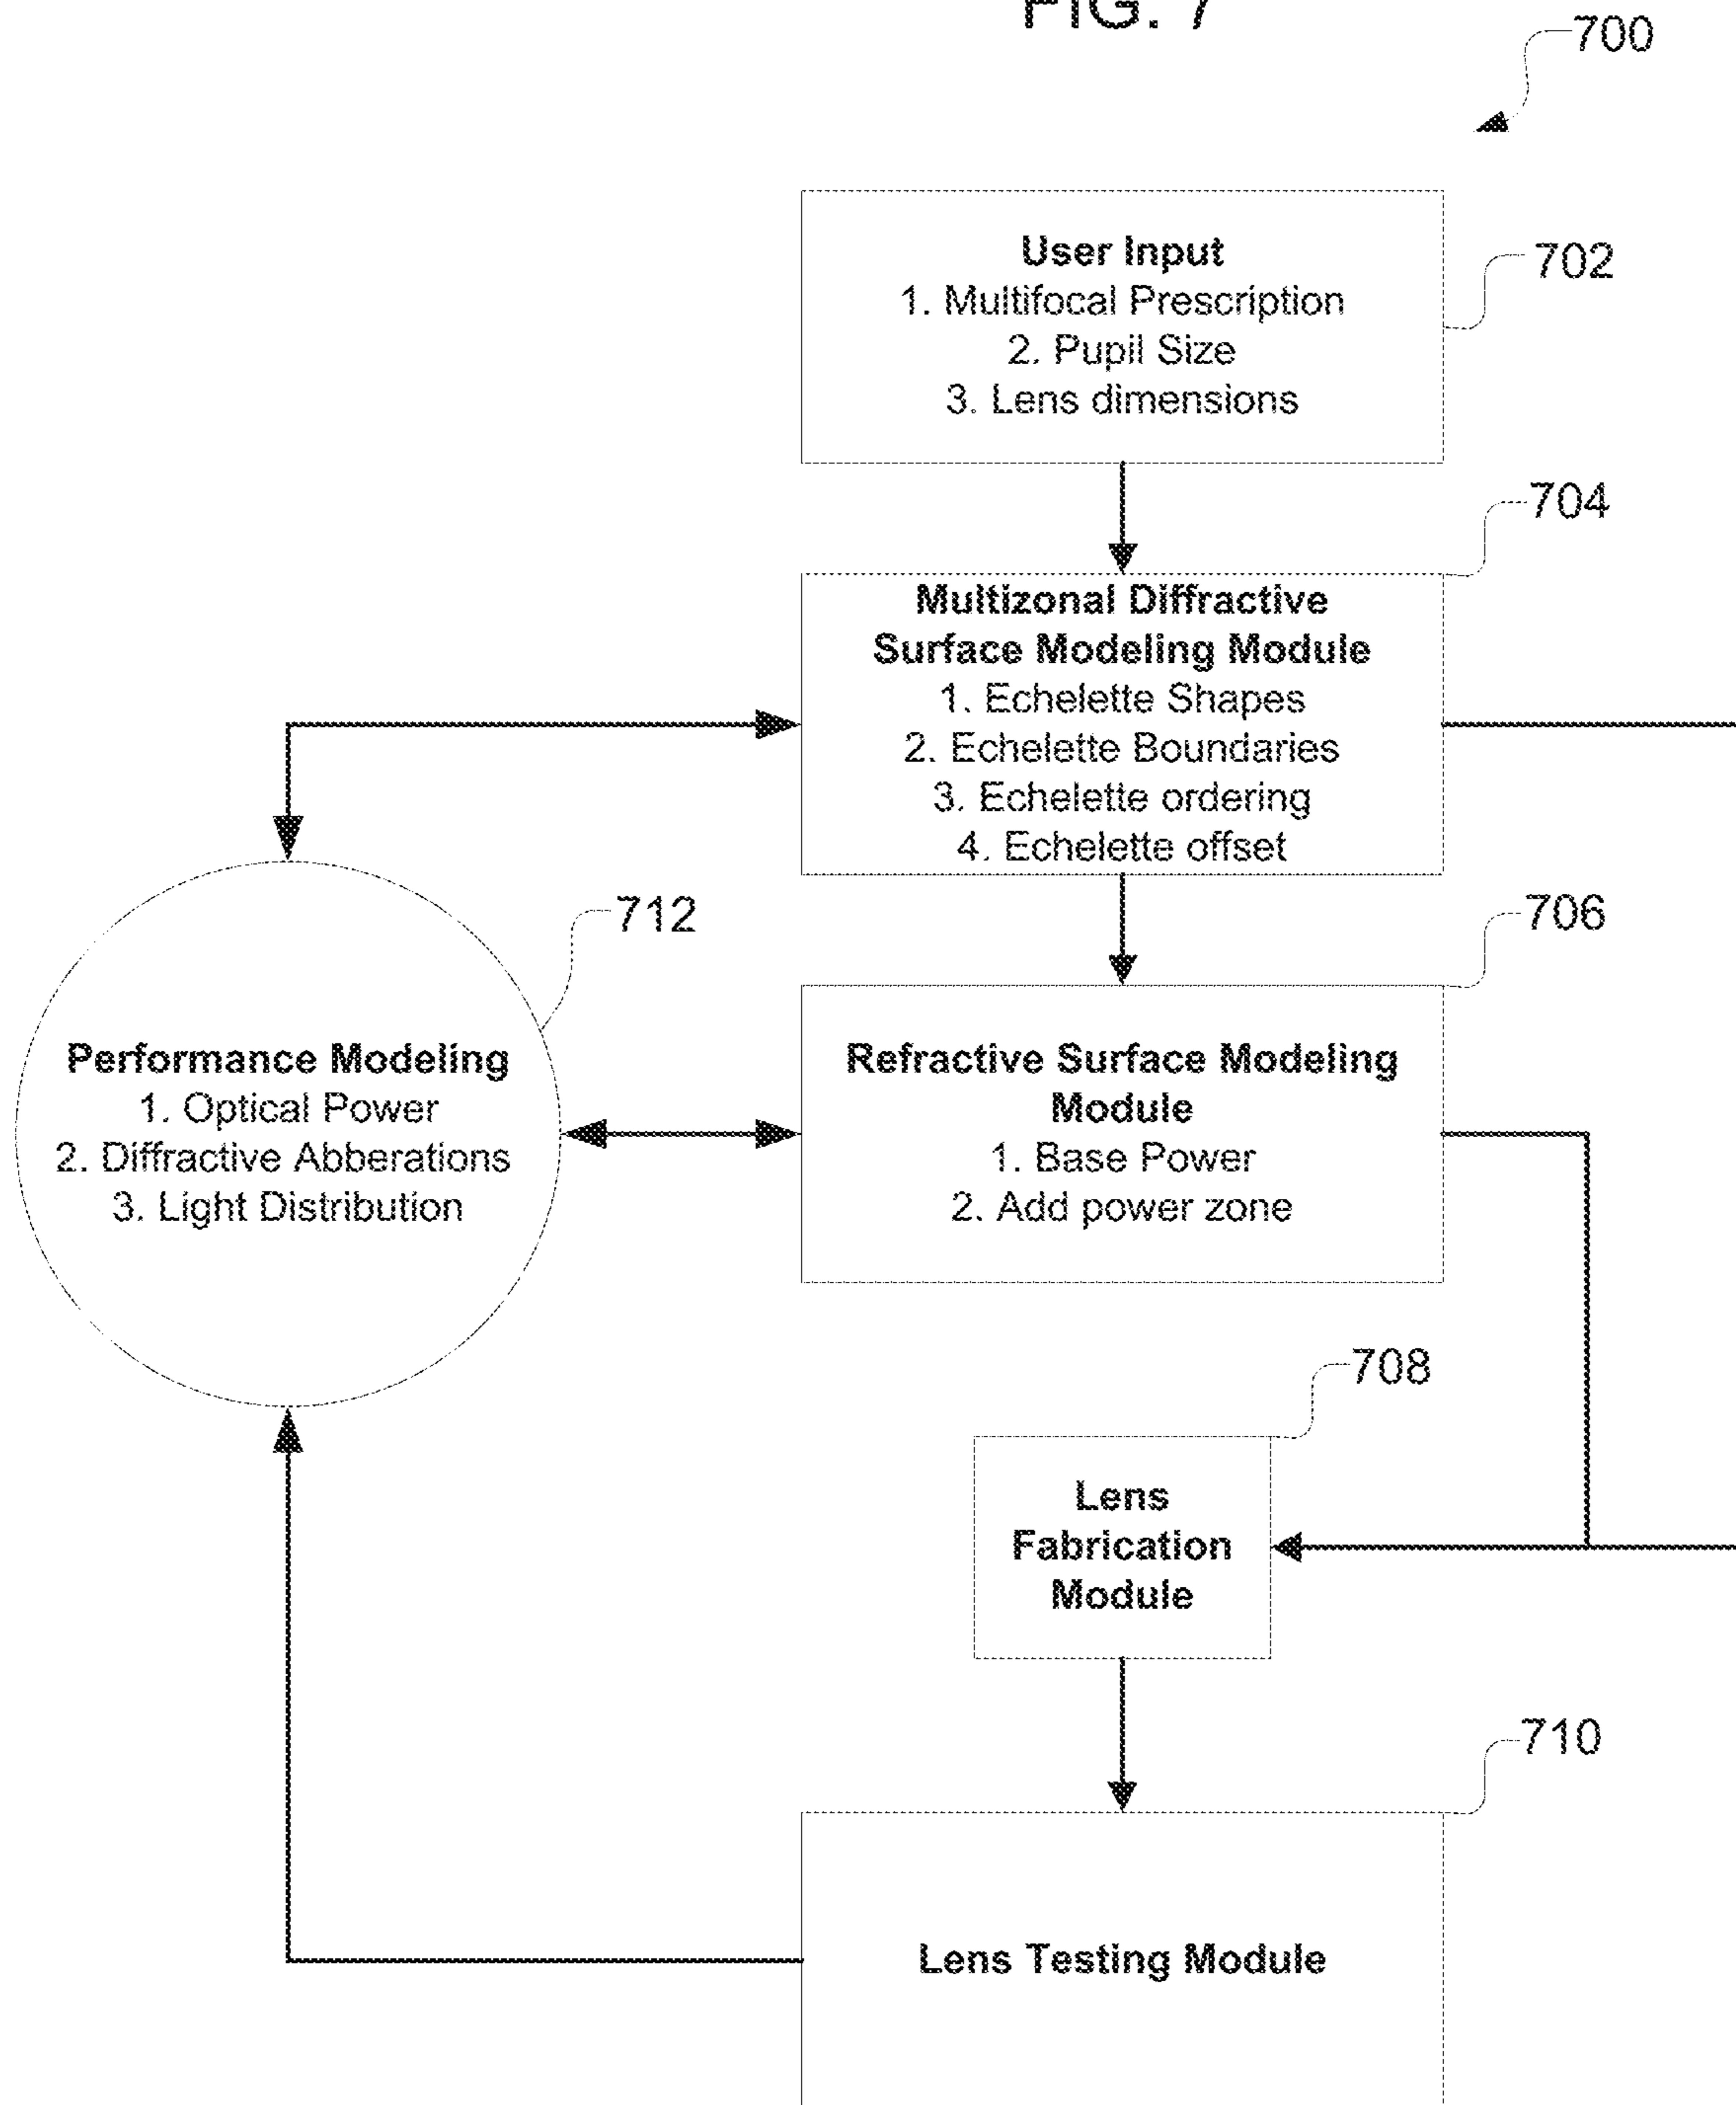 FIG. 7
700
User Input
1. Multifocal Prescription
2. Pupil Size
3. Lens dimensions
702
704
Multizonal Diffractive
Surface Modeling Module
1. Echelette Shapes
2. Echelette Boundaries
3. Echelette ordering
4. Echelette offset
712
706
Performance Modeling
1. Optical Power
2. Diffractive Abberations
3. Light Distribution
Refractive Surface Modeling
Module
1. Base Power
2. Add power zone
708
Lens
Fabrication
Module
710
Lens Testing Module